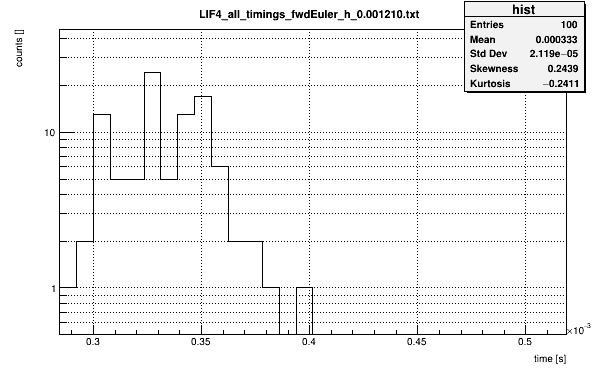 LIF4_all_timings_fwdEuler_h_0.001210.txt
hist
Entries 100
Mean 0.000333
Std Dev 2.119e−05
Skewness 0.2439
Kurtosis −0.2411
counts []
10
1
0.3 0.35 0.4 0.45 0.5
×10⁻³
time [s]